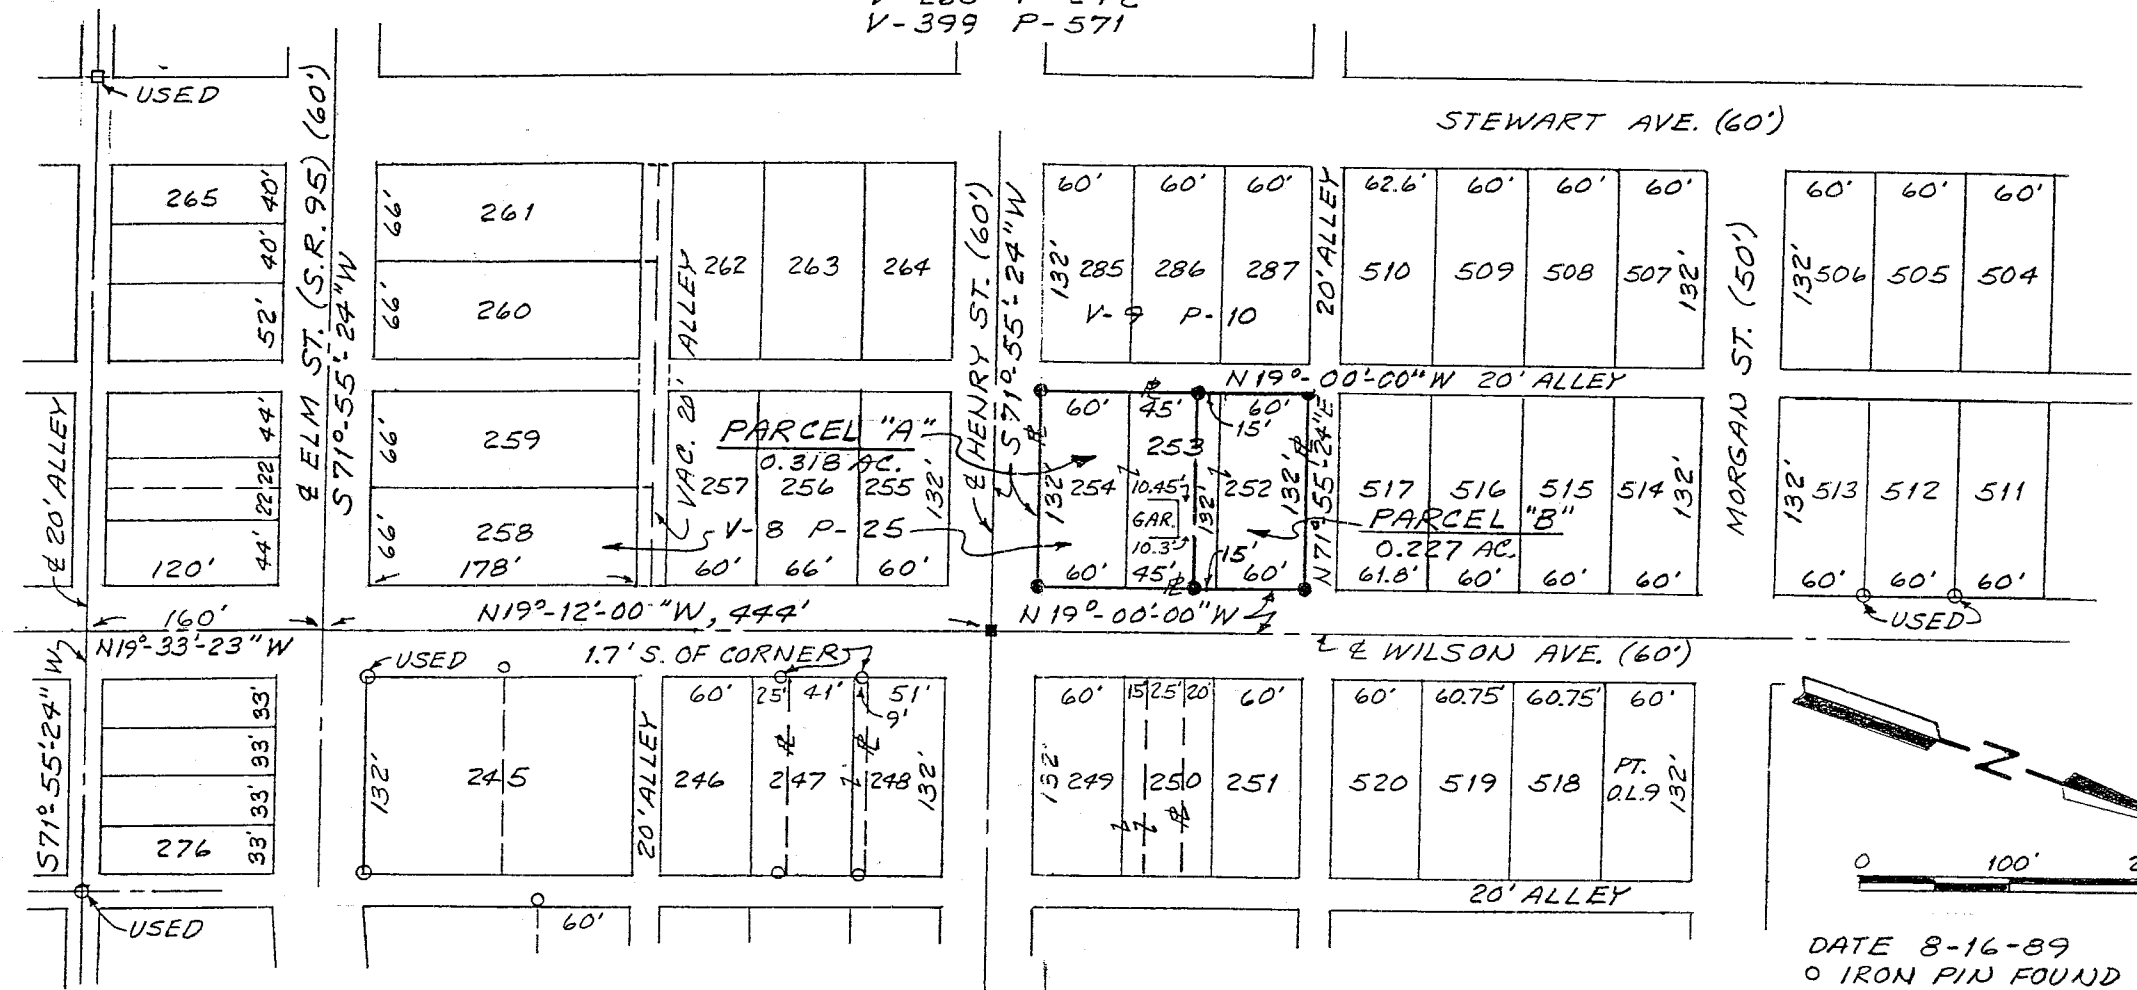 V-399 P-571
USED
STEWART AVE. (60')
℄ ELM ST. (S.R. 95) (60')
S71°-55'-24"W
265 40'
40'
52'
66' 261
66' 260
ALLEY
262 263 264
℄ HENRY ST. (60')
S71°-55'-24"W
60' 60' 60'
132' 285 286 287
V-9 P-10
20' ALLEY
62.6' 60' 60' 60'
510 509 508 507 132'
MORGAN ST. (50')
60' 60' 60'
132' 506 505 504
N19°-00'-00"W 20' ALLEY
℄ 20' ALLEY
44'
22' 22'
44'
120'
66' 259
66' 258
178'
VAC. 20'
PARCEL "A"
0.318 AC.
257 256 255 132'
V-8 P-25
60' 66' 60'
60' 45' 60'
15'
253
132' 254 10.45' 132' 252 132'
GAR.
10.3'
15'
60' 45' 60'
N71°-55'-24"E
517 516 515 514 132'
PARCEL "B"
0.227 AC.
61.8' 60' 60' 60'
132' 513 512 511
60' 60' 60'
USED
160'
N19°-33'-23"W
N19°-12'-00"W, 444'
N19°-00'-00"W
℄ WILSON AVE. (60')
S71°-55'-24"W
USED
1.7' S. OF CORNER
33'
33'
33'
276 33'
132' 245
20' ALLEY
60' 25' 41' 51'
9'
246 247 248 132'
60' 15' 25' 20' 60'
132' 249 250 251
60' 60.75' 60.75' 60'
520 519 518 PT.
O.L.9 132'
N
0 100'
20' ALLEY
USED
60'
DATE 8-16-89
○ IRON PIN FOUND